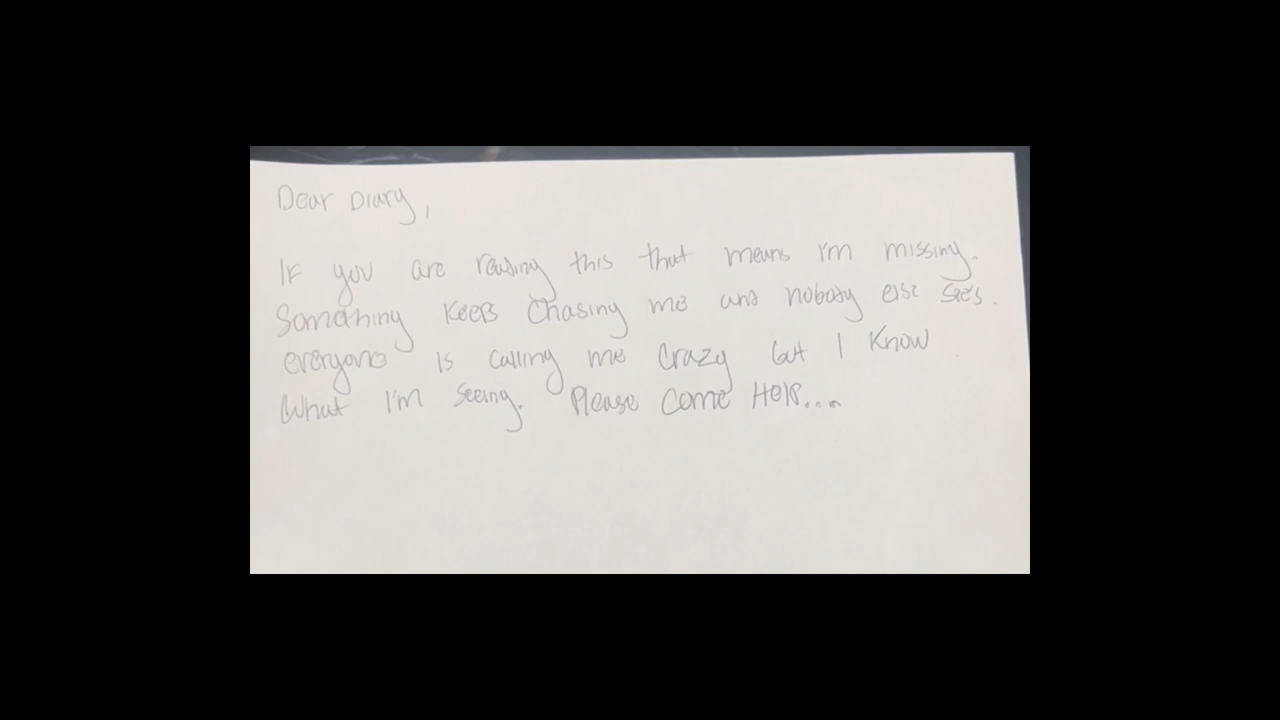 Dear Diary,
If you are reading this that means I'm missing.
Something keeps chasing me and nobody else sees.
everyone is calling me crazy but I know
What I'm seeing. Please come Help....